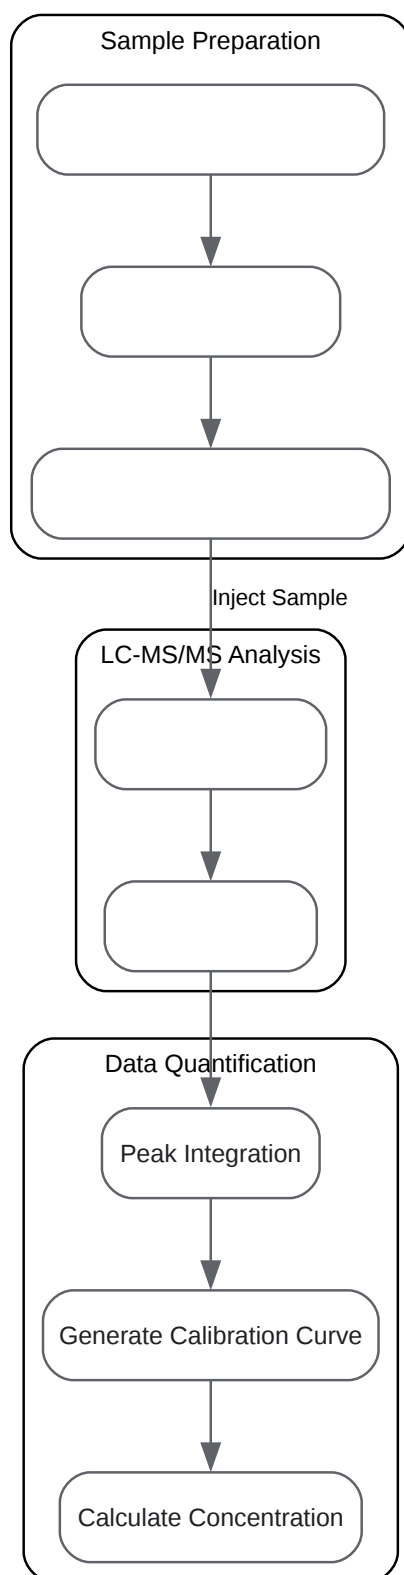 Sample Preparation
Inject Sample
LC-MS/MS Analysis
Data Quantification
Peak Integration
Generate Calibration Curve
Calculate Concentration